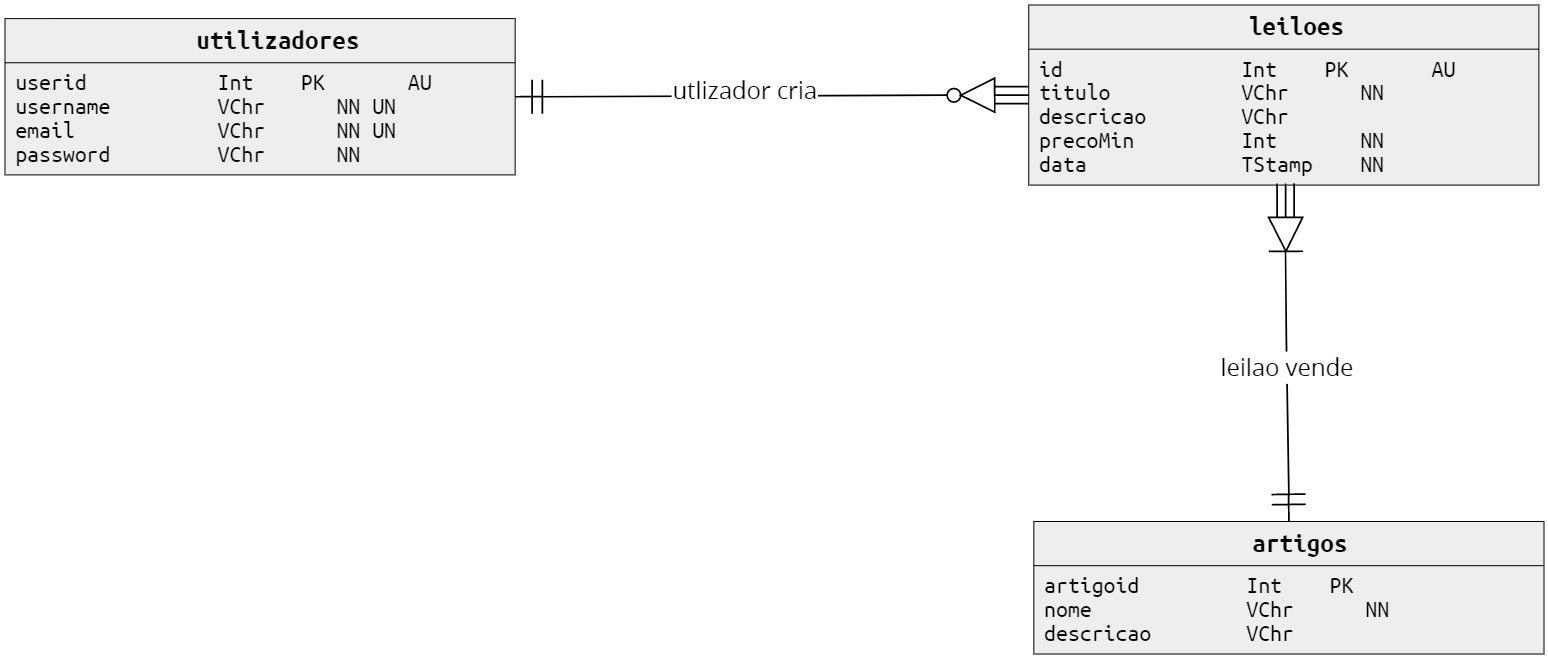 utilizadores
userid Int PK AU
username VChr NN UN
email VChr NN UN
password VChr NN
utlizador cria
leiloes
id Int PK AU
titulo VChr NN
descricao VChr
precoMin Int NN
data TStamp NN
leilao vende
artigos
artigoid Int PK
nome VChr NN
descricao VChr